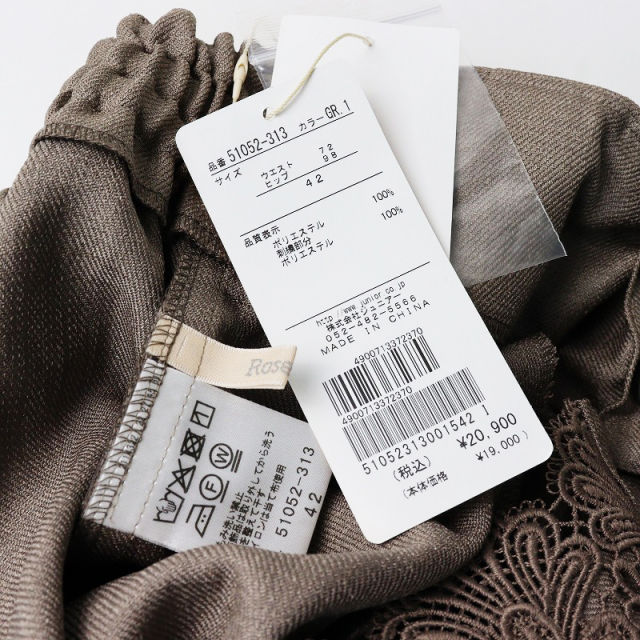 品番 51052-313 カラー GR.1
サイズ
ウエスト 72
ヒップ 98
42
品質表示
ポリエステル 100%
刺繍部分
ポリエステル 100%
http://www.junior.co.jp
株式会社ジュニアー
052-482-5566
MADE IN CHINA
4900713372370
4900713372370
51052313001542 1
(税込) ¥20,900
(本体価格 ¥19,000)
Rose
51052-313
42